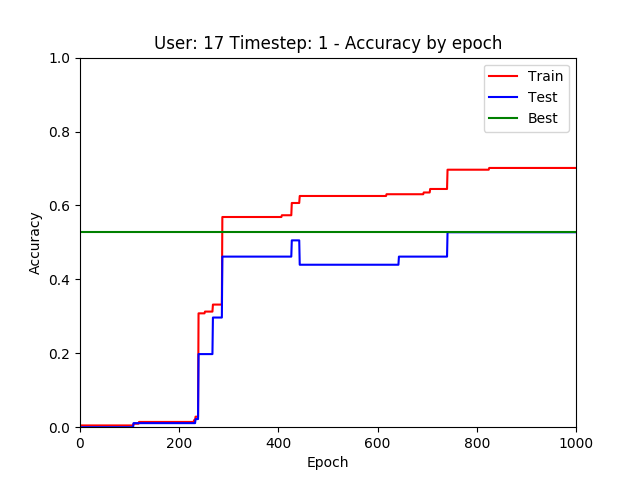 User: 17 Timestep: 1 - Accuracy by epoch
1.0
0.8
0.6
0.4
0.2
0.0
Accuracy
Train
Test
Best
0 200 400 600 800 1000
Epoch